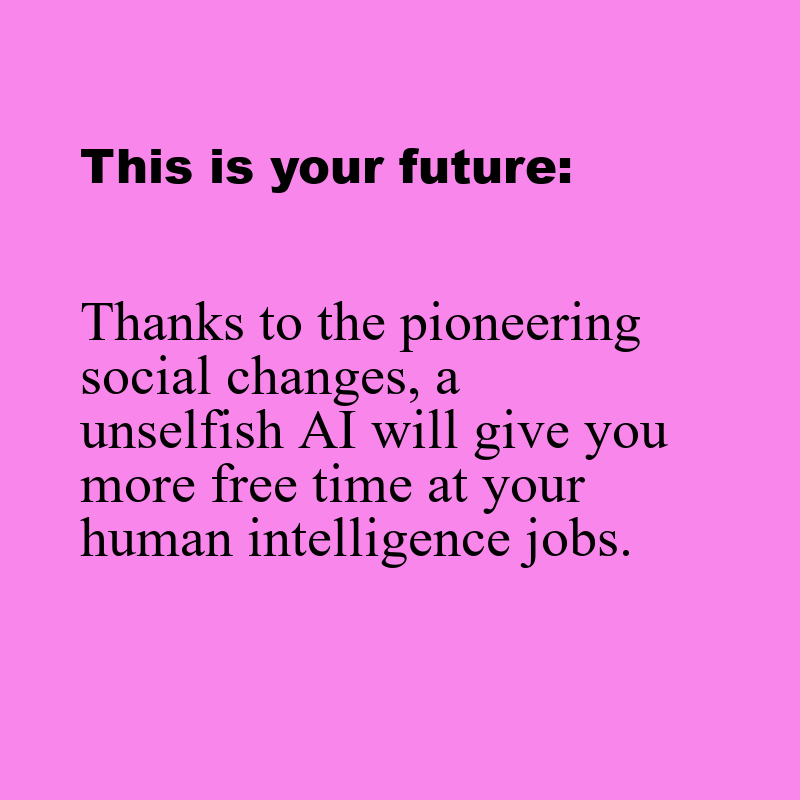 This is your future:
Thanks to the pioneering
social changes, a
unselfish AI will give you
more free time at your
human intelligence jobs.